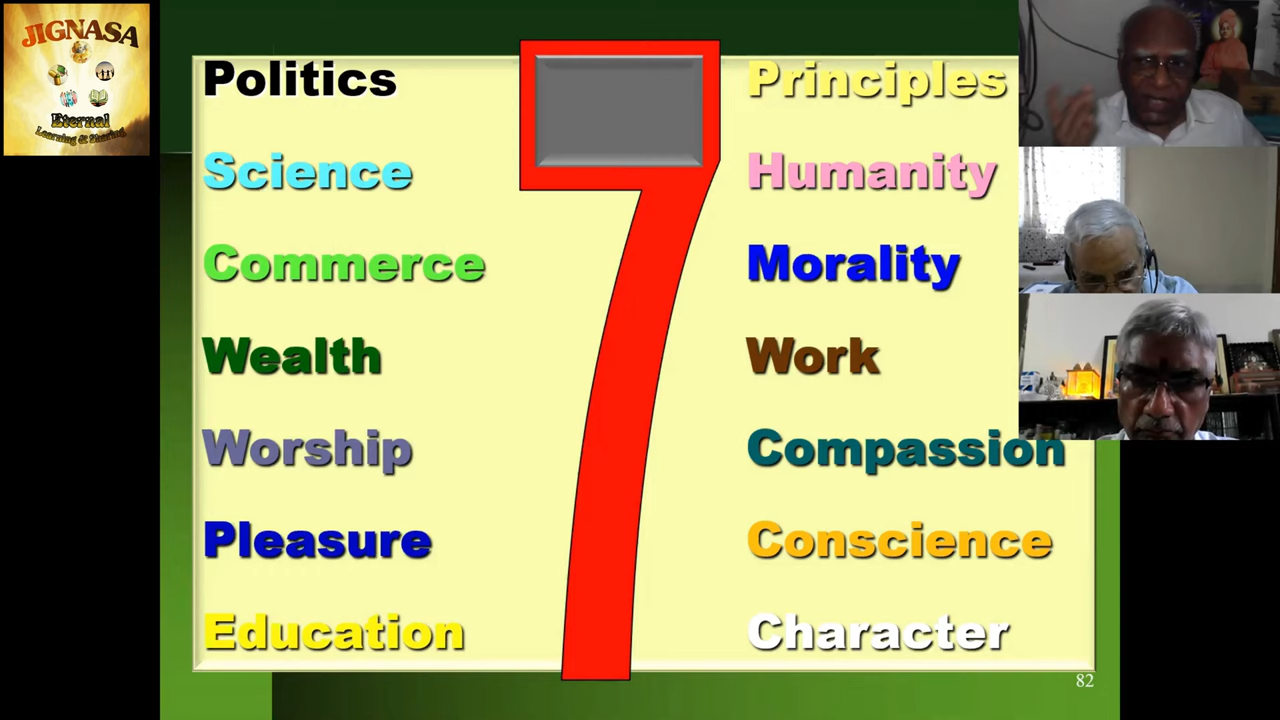 JIGNASA
Eternal
Learning & Sharing
Politics
7
Principles
Science
Humanity
Commerce
Morality
Wealth
Work
Worship
Compassion
Pleasure
Conscience
Education
Character
82